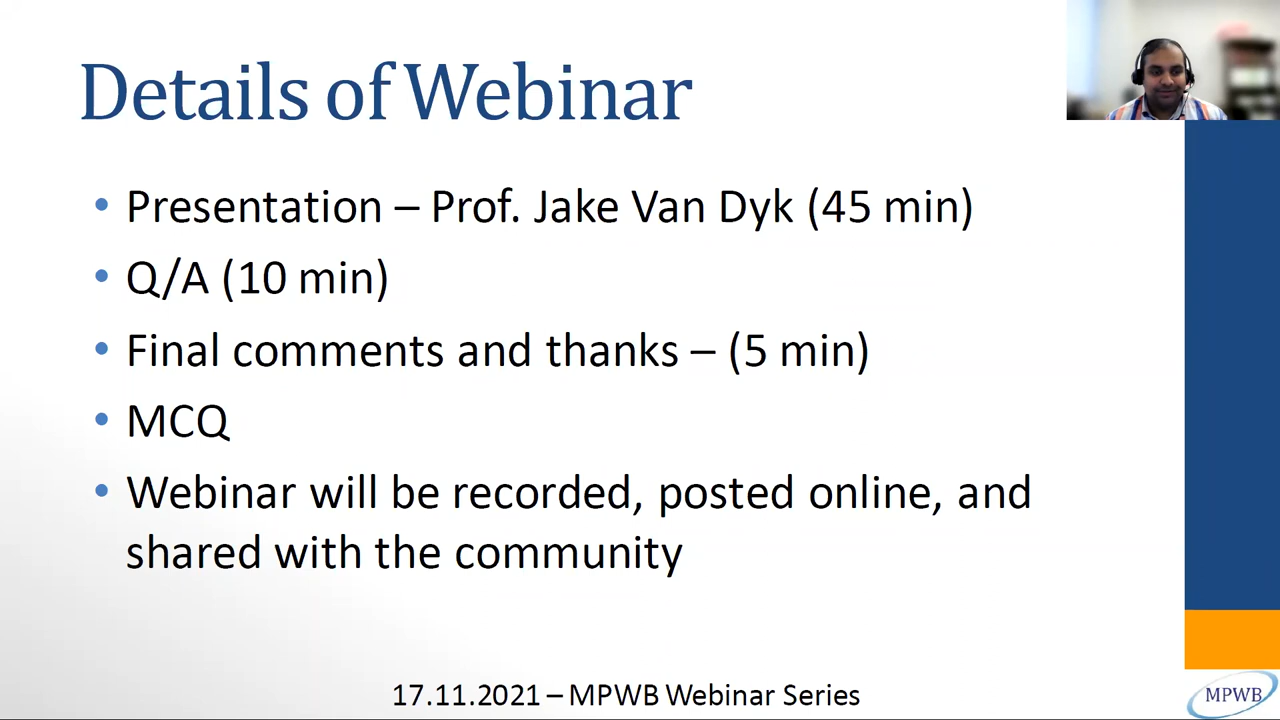 Details of Webinar
• Presentation – Prof. Jake Van Dyk (45 min)
• Q/A (10 min)
• Final comments and thanks – (5 min)
• MCQ
• Webinar will be recorded, posted online, and
shared with the community
17.11.2021 – MPWB Webinar Series
MPWB